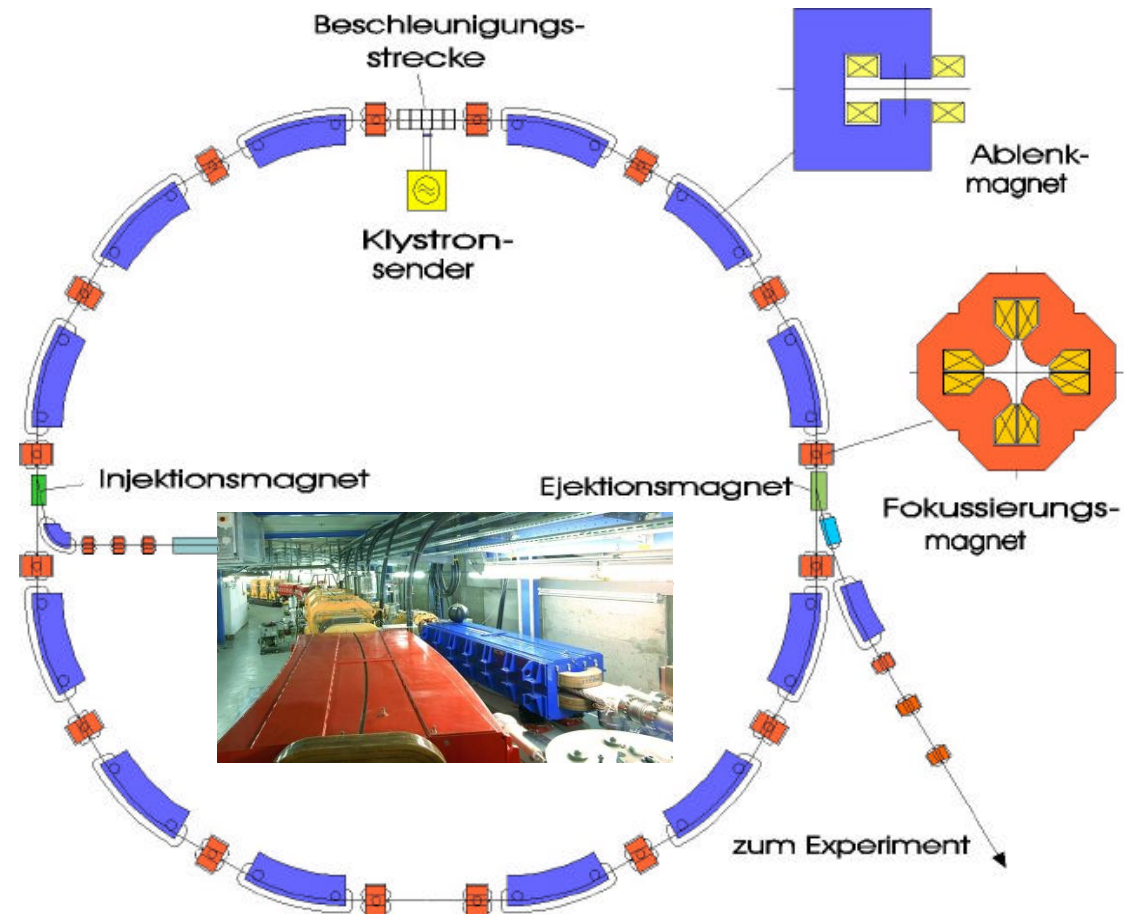 Beschleunigungs-
strecke
Ablenk-
magnet
Klystron-
sender
Injektionsmagnet
Ejektionsmagnet
Fokussierungs-
magnet
zum Experiment